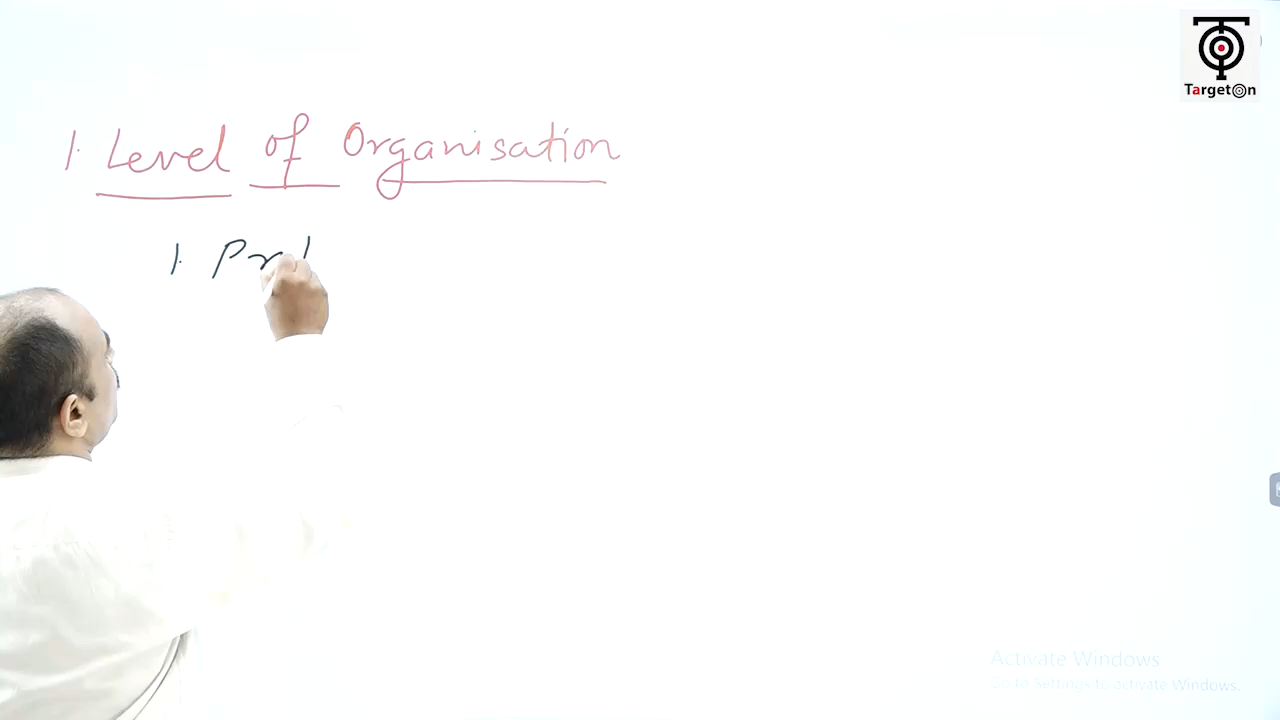 TargetOn
1. Level of Organisation
1. Pr
Activate Windows
Go to Settings to activate Windows.